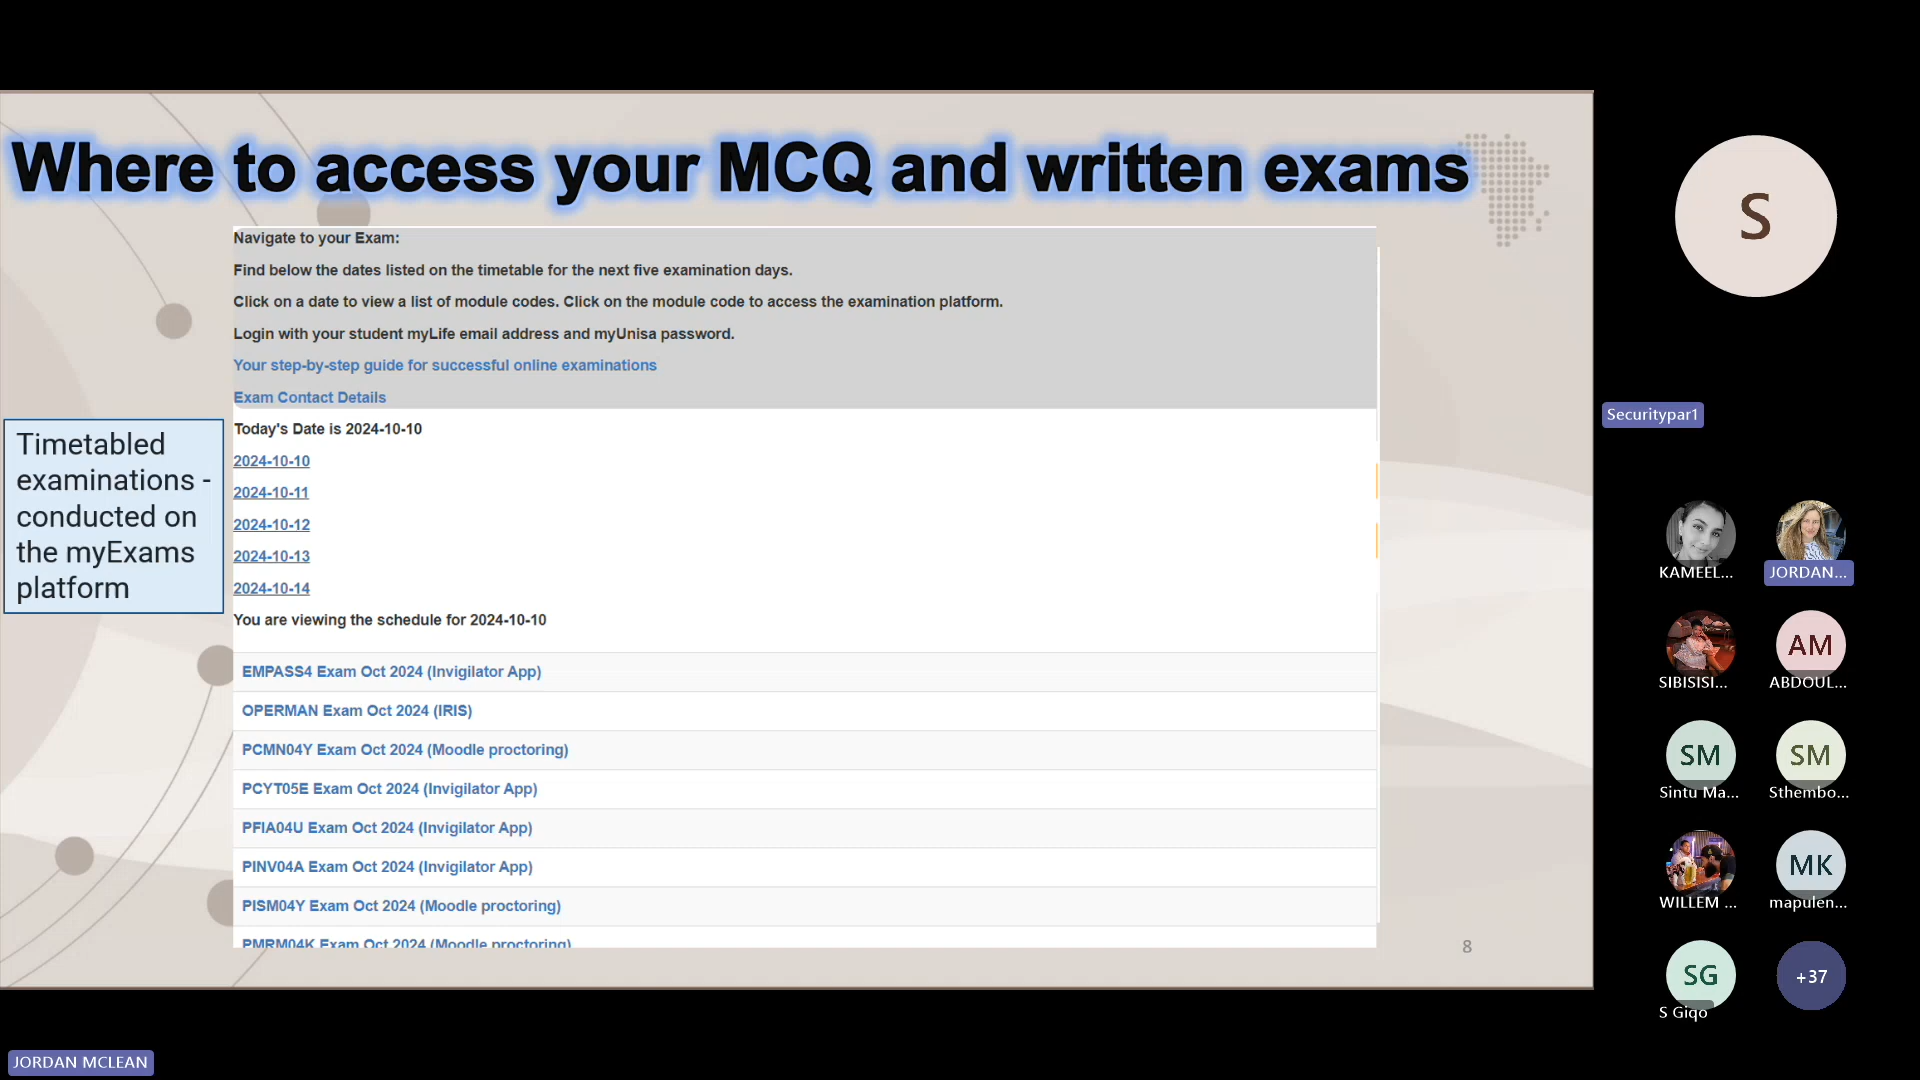 Where to access your MCQ and written exams
Navigate to your Exam:
Find below the dates listed on the timetable for the next five examination days.
Click on a date to view a list of module codes. Click on the module code to access the examination platform.
Login with your student myLife email address and myUnisa password.
Your step-by-step guide for successful online examinations
Exam Contact Details
Today's Date is 2024-10-10
2024-10-10
2024-10-11
2024-10-12
2024-10-13
2024-10-14
You are viewing the schedule for 2024-10-10
EMPASS4 Exam Oct 2024 (Invigilator App)
OPERMAN Exam Oct 2024 (IRIS)
PCMN04Y Exam Oct 2024 (Moodle proctoring)
PCYT05E Exam Oct 2024 (Invigilator App)
PFIA04U Exam Oct 2024 (Invigilator App)
PINV04A Exam Oct 2024 (Invigilator App)
PISM04Y Exam Oct 2024 (Moodle proctoring)
PMRM04K Exam Oct 2024 (Moodle proctoring)
Timetabled
examinations -
conducted on
the myExams
platform
8
S
Securitypar1
KAMEEL...
JORDAN...
SIBISISI...
AM
ABDOUL...
SM
Sintu Ma...
SM
Sthembo...
WILLEM ...
MK
mapulen...
SG
S Giqo
+37
JORDAN MCLEAN